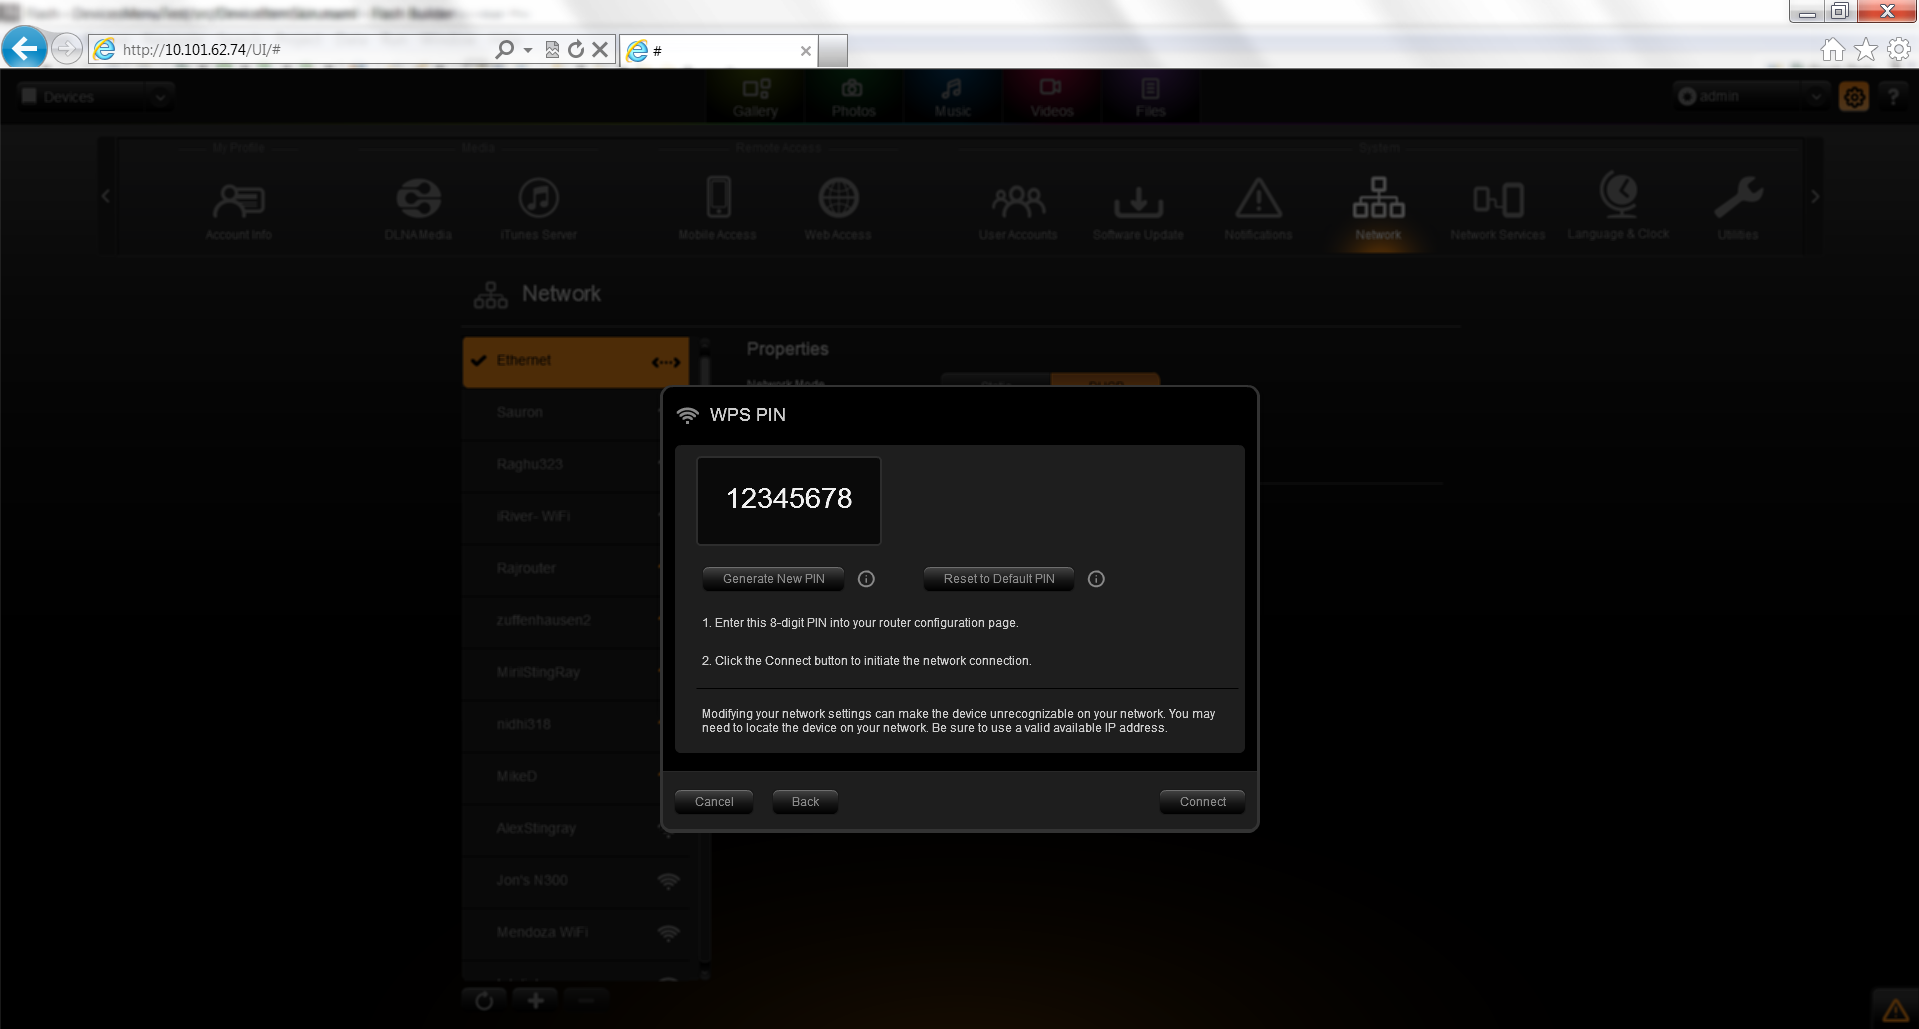 http://10.101.62.74/UI/#
#
Devices
Gallery
Photos
Music
Videos
Files
admin
?
My Profile
Media
Remote Access
System
Account Info
DLNA Media
iTunes Server
Mobile Access
Web Access
User Accounts
Software Update
Notifications
Network
Network Services
Language & Clock
Utilities
Network
Ethernet
Properties
Network Mode
DHCP
Sauron
Raghu323
iRiver- WiFi
Rajrouter
zuffenhausen2
MirilStingRay
nidhi318
MikeD
AlexStingray
Jon's N300
Mendoza WiFi
WPS PIN
12345678
Generate New PIN
Reset to Default PIN
1. Enter this 8-digit PIN into your router configuration page.
2. Click the Connect button to initiate the network connection.
Modifying your network settings can make the device unrecognizable on your network. You may
need to locate the device on your network. Be sure to use a valid available IP address.
Cancel
Back
Connect